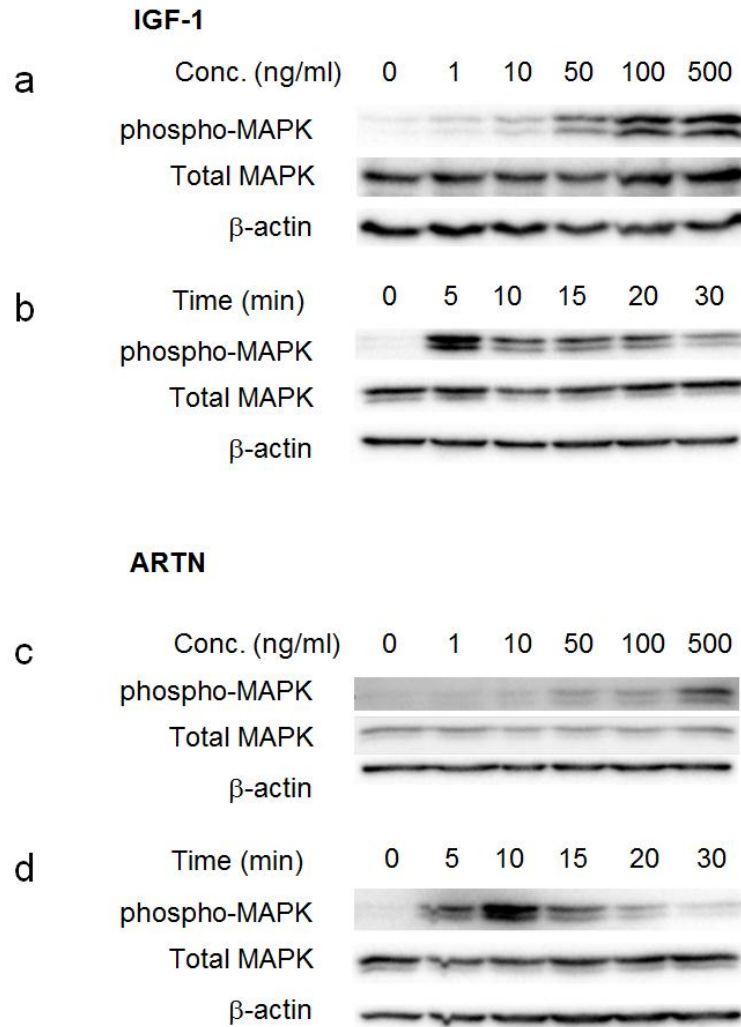 IGF-1
a
Conc. (ng/ml) 0 1 10 50 100 500
phospho-MAPK
Total MAPK
β-actin
b
Time (min) 0 5 10 15 20 30
phospho-MAPK
Total MAPK
β-actin
ARTN
c
Conc. (ng/ml) 0 1 10 50 100 500
phospho-MAPK
Total MAPK
β-actin
d
Time (min) 0 5 10 15 20 30
phospho-MAPK
Total MAPK
β-actin